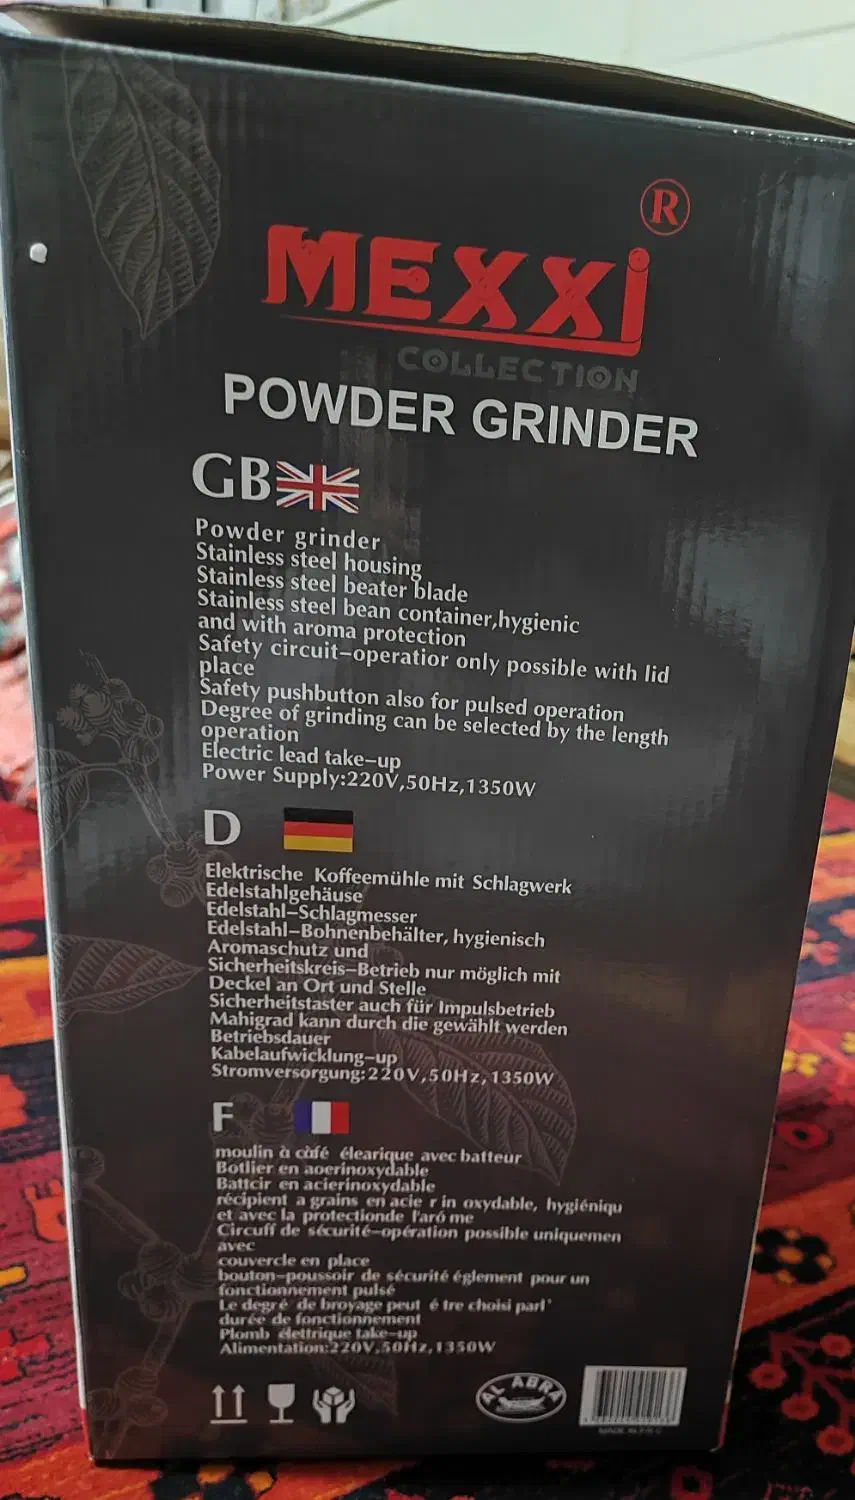 ®
MEXXi
COLLECTION
POWDER GRINDER
GB
Powder grinder
Stainless steel housing
Stainless steel beater blade
Stainless steel bean container,hygienic
and with aroma protection
Safety circuit-operatior only possible with lid
place
Safety pushbutton also for pulsed operation
Degree of grinding can be selected by the length
operation
Electric lead take-up
Power Supply:220V,50Hz,1350W
D
Elektrische Koffeemühle mit Schlagwerk
Edelstahlgehäuse
Edelstahl-Schlagmesser
Edelstahl-Bohnenbehälter, hygienisch
Aromaschutz und
Sicherheitskreis-Betrieb nur möglich mit
Deckel an Ort und Stelle
Sicherheitstaster auch für Impulsbetrieb
Mahigrad kann durch die gewählt werden
Betriebsdauer
Kabelaufwicklung-up
Stromversorgung:220V,50Hz,1350W
F
moulin à càfé élearique avec batteur
Botlier en aoerinoxydable
Battcir en acierinoxydable
récipient a grains en acie r in oxydable, hygiéniqu
et avec la protectionde l'aró me
Circuff de sécurité-opération possible uniquemen
avec
couvercle en place
bouton-poussoir de sécurité églement pour un
fonctionnement pulsé
Le degré de broyage peut é tre choisi parl'
durée de fonctionnement
Plomb élettrique take-up
Alimentation:220V,50Hz,1350W
AL ABRA